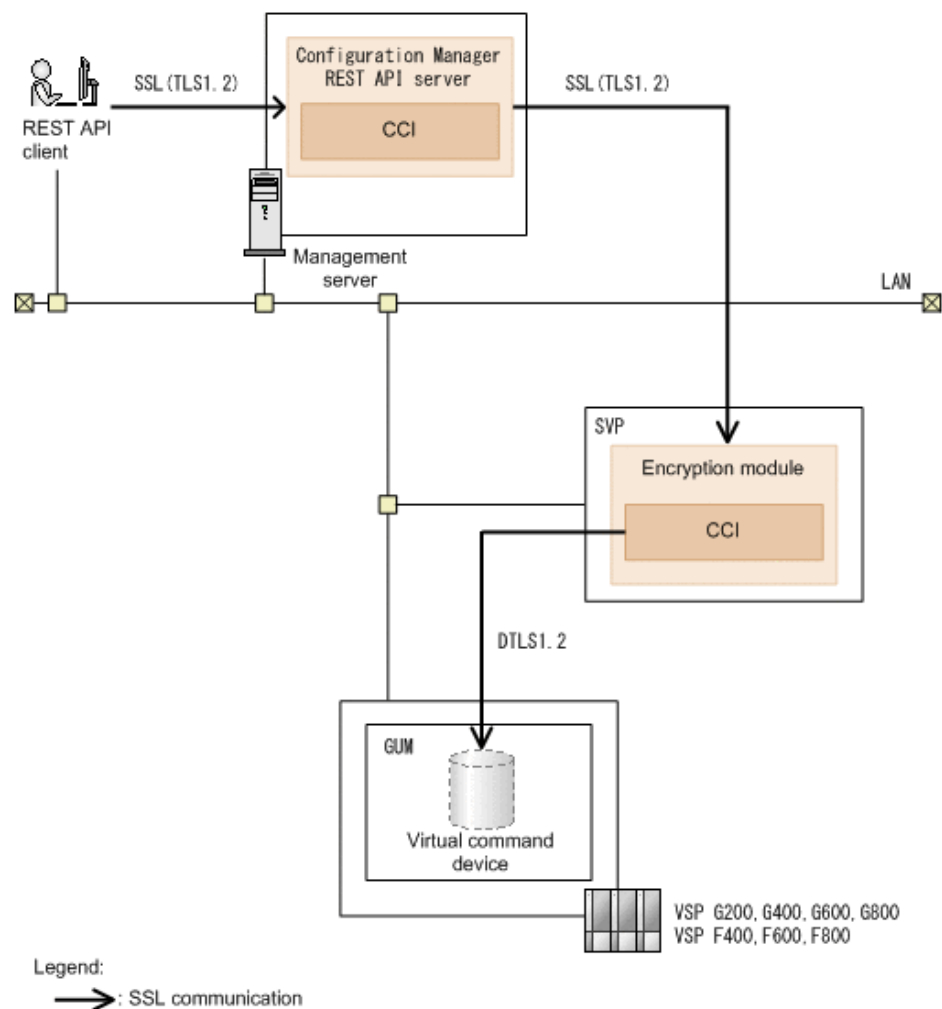 Configuration Manager
REST API server
SSL(TLS1.2)
SSL(TLS1.2)
CCI
REST API
client
Management
server
LAN
SVP
Encryption module
CCI
DTLS1.2
GUM
Virtual command
device
VSP G200, G400, G600, G800
VSP F400, F600, F800
Legend:
: SSL communication